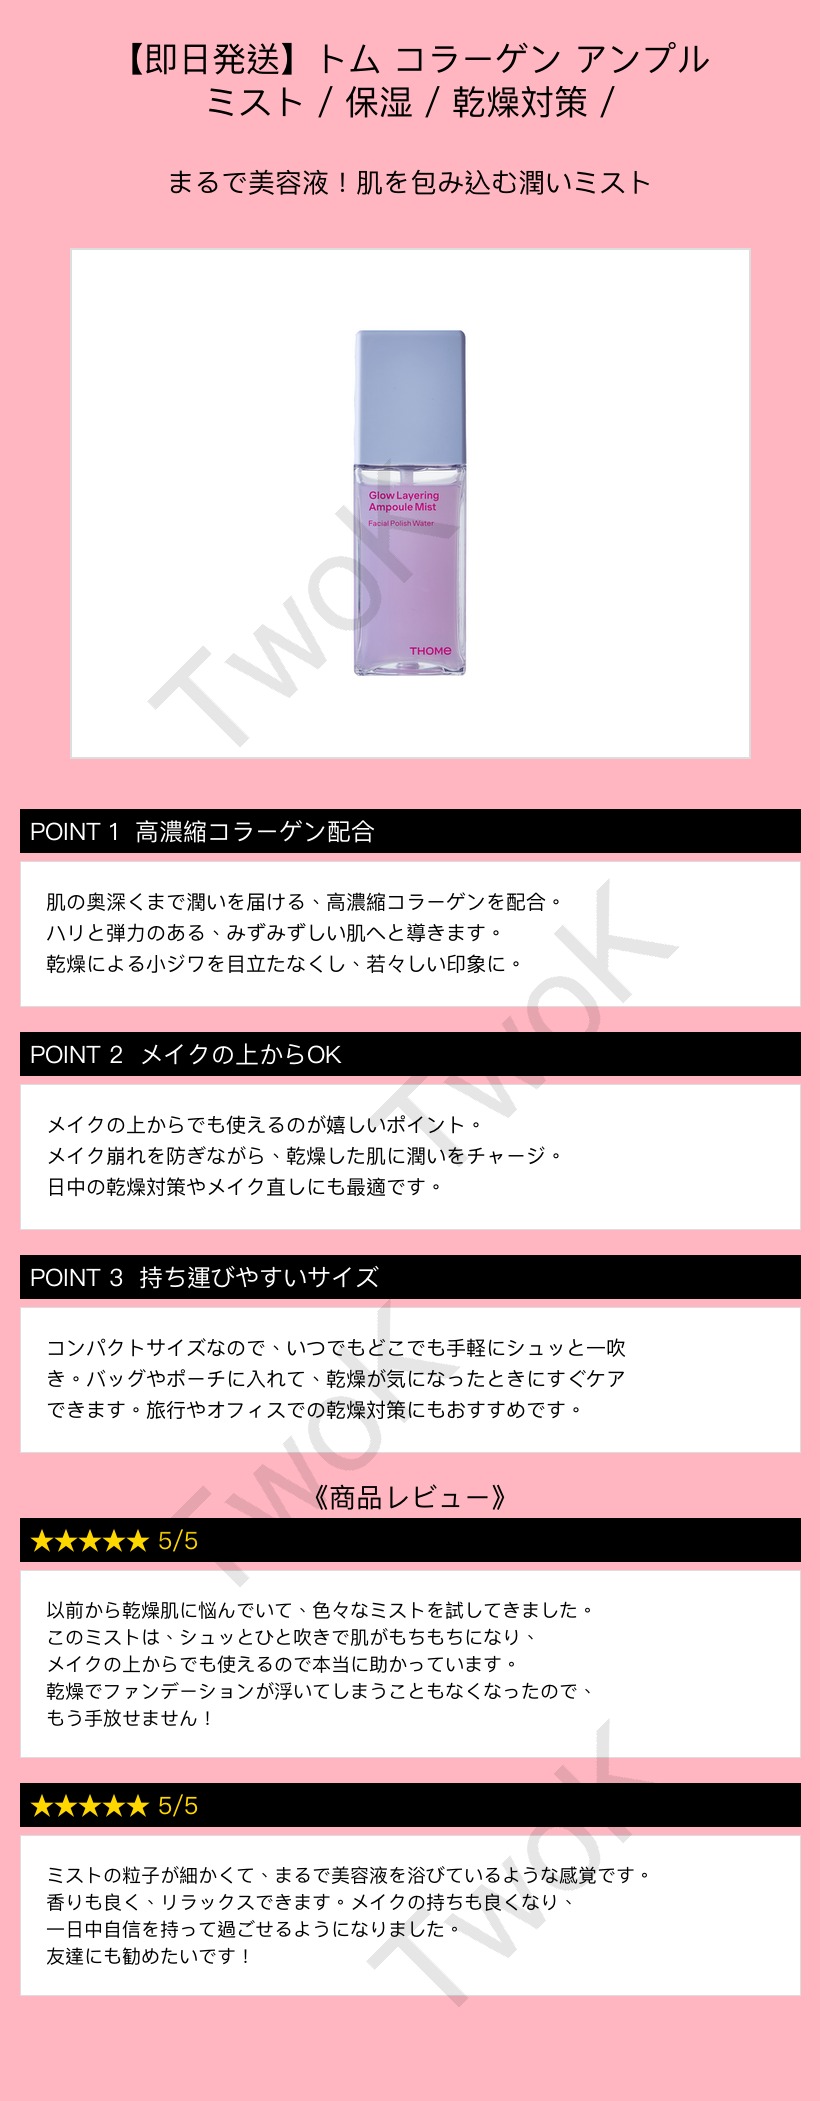 【即日発送】トム コラーゲン アンプル
ミスト / 保湿 / 乾燥対策 /
まるで美容液！肌を包み込む潤いミスト
Glow Layering
Ampoule Mist
Facial Polish Water
THOME
TwoK
POINT 1 高濃縮コラーゲン配合
肌の奥深くまで潤いを届ける、高濃縮コラーゲンを配合。
ハリと弾力のある、みずみずしい肌へと導きます。
乾燥による小ジワを目立たなくし、若々しい印象に。
TwoK
POINT 2 メイクの上からOK
メイクの上からでも使えるのが嬉しいポイント。
メイク崩れを防ぎながら、乾燥した肌に潤いをチャージ。
日中の乾燥対策やメイク直しにも最適です。
POINT 3 持ち運びやすいサイズ
コンパクトサイズなので、いつでもどこでも手軽にシュッと一吹
き。バッグやポーチに入れて、乾燥が気になったときにすぐケア
できます。旅行やオフィスでの乾燥対策にもおすすめです。
TwoK
《商品レビュー》
★★★★★ 5/5
以前から乾燥肌に悩んでいて、色々なミストを試してきました。
このミストは、シュッとひと吹きで肌がもちもちになり、
メイクの上からでも使えるので本当に助かっています。
乾燥でファンデーションが浮いてしまうこともなくなったので、
もう手放せません！
★★★★★ 5/5
ミストの粒子が細かくて、まるで美容液を浴びているような感覚です。
香りも良く、リラックスできます。メイクの持ちも良くなり、
一日中自信を持って過ごせるようになりました。
友達にも勧めたいです！
TwoK